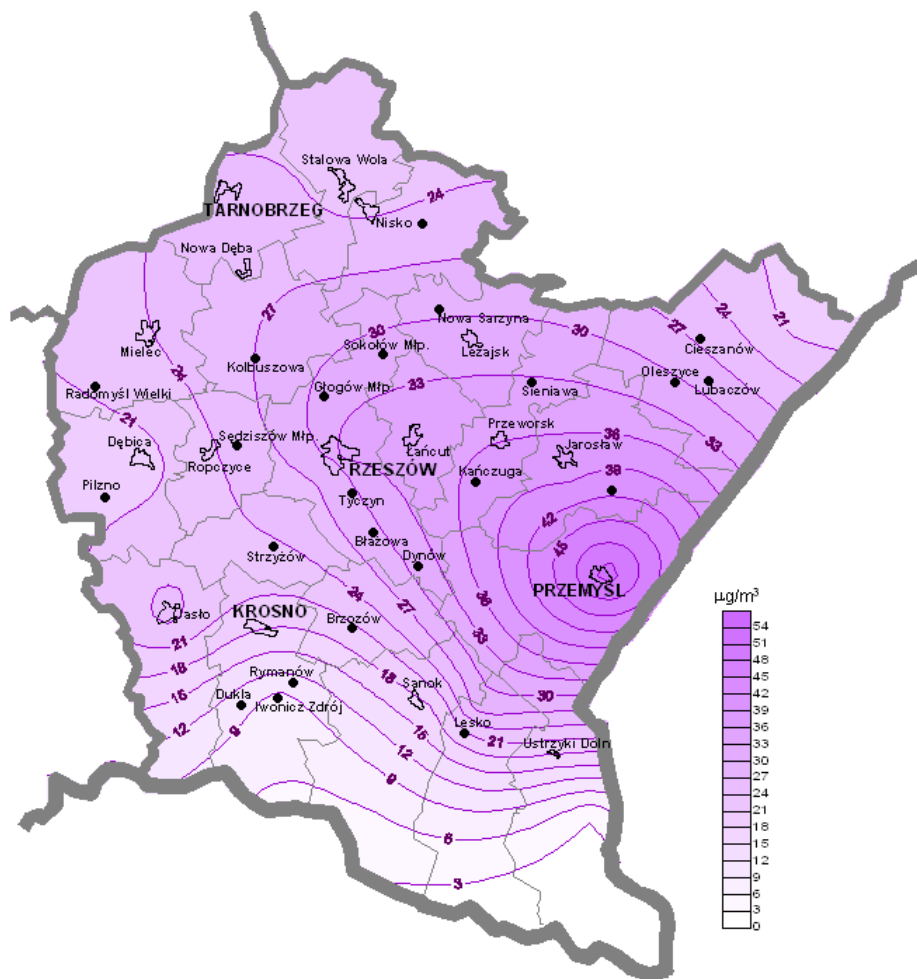 Stalowa Wola
24
TARNOBRZEG
Nisko
Nowa Dęba
21
24
27
27
30
Nowa Sarzyna
30
Cieszanów
Mielec
Sokołów Młp.
Leżajsk
Kolbuszowa
Oleszyce
24
Radomyśl Wielki
Głogów Młp.
33
Sieniawa
Lubaczów
21
Przeworsk
36
33
Dębica
Sędziszów Młp.
Łańcut
Jarosław
Ropczyce
RZESZÓW
Kańczuga
39
Pilzno
Tyczyn
42
Błażowa
45
Strzyżów
Dynów
PRZEMYŚL
24
27
36
µg/m³
Jasło
KROSNO
Brzozów
33
54
51
48
45
42
39
36
33
30
27
24
21
18
15
12
9
6
3
0
21
18
Rymanów
18
Sanok
30
15
Dukla
Iwonicz Zdrój
12
9
15
Lesko
21
Ustrzyki Doln
12
9
6
3